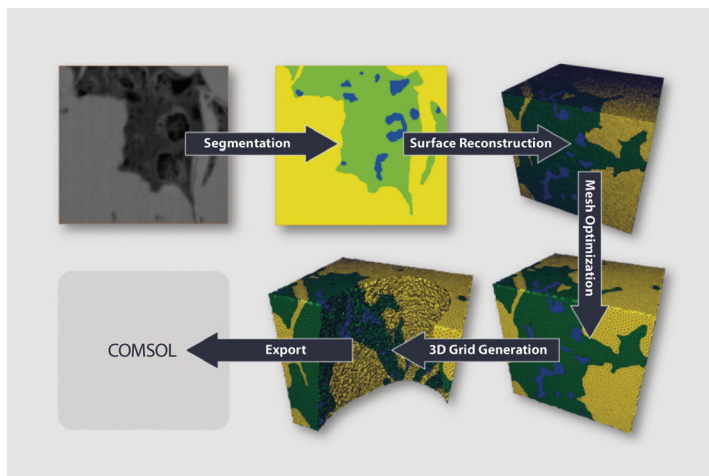 Segmentation
Surface Reconstruction
Mesh Optimization
3D Grid Generation
Export
COMSOL